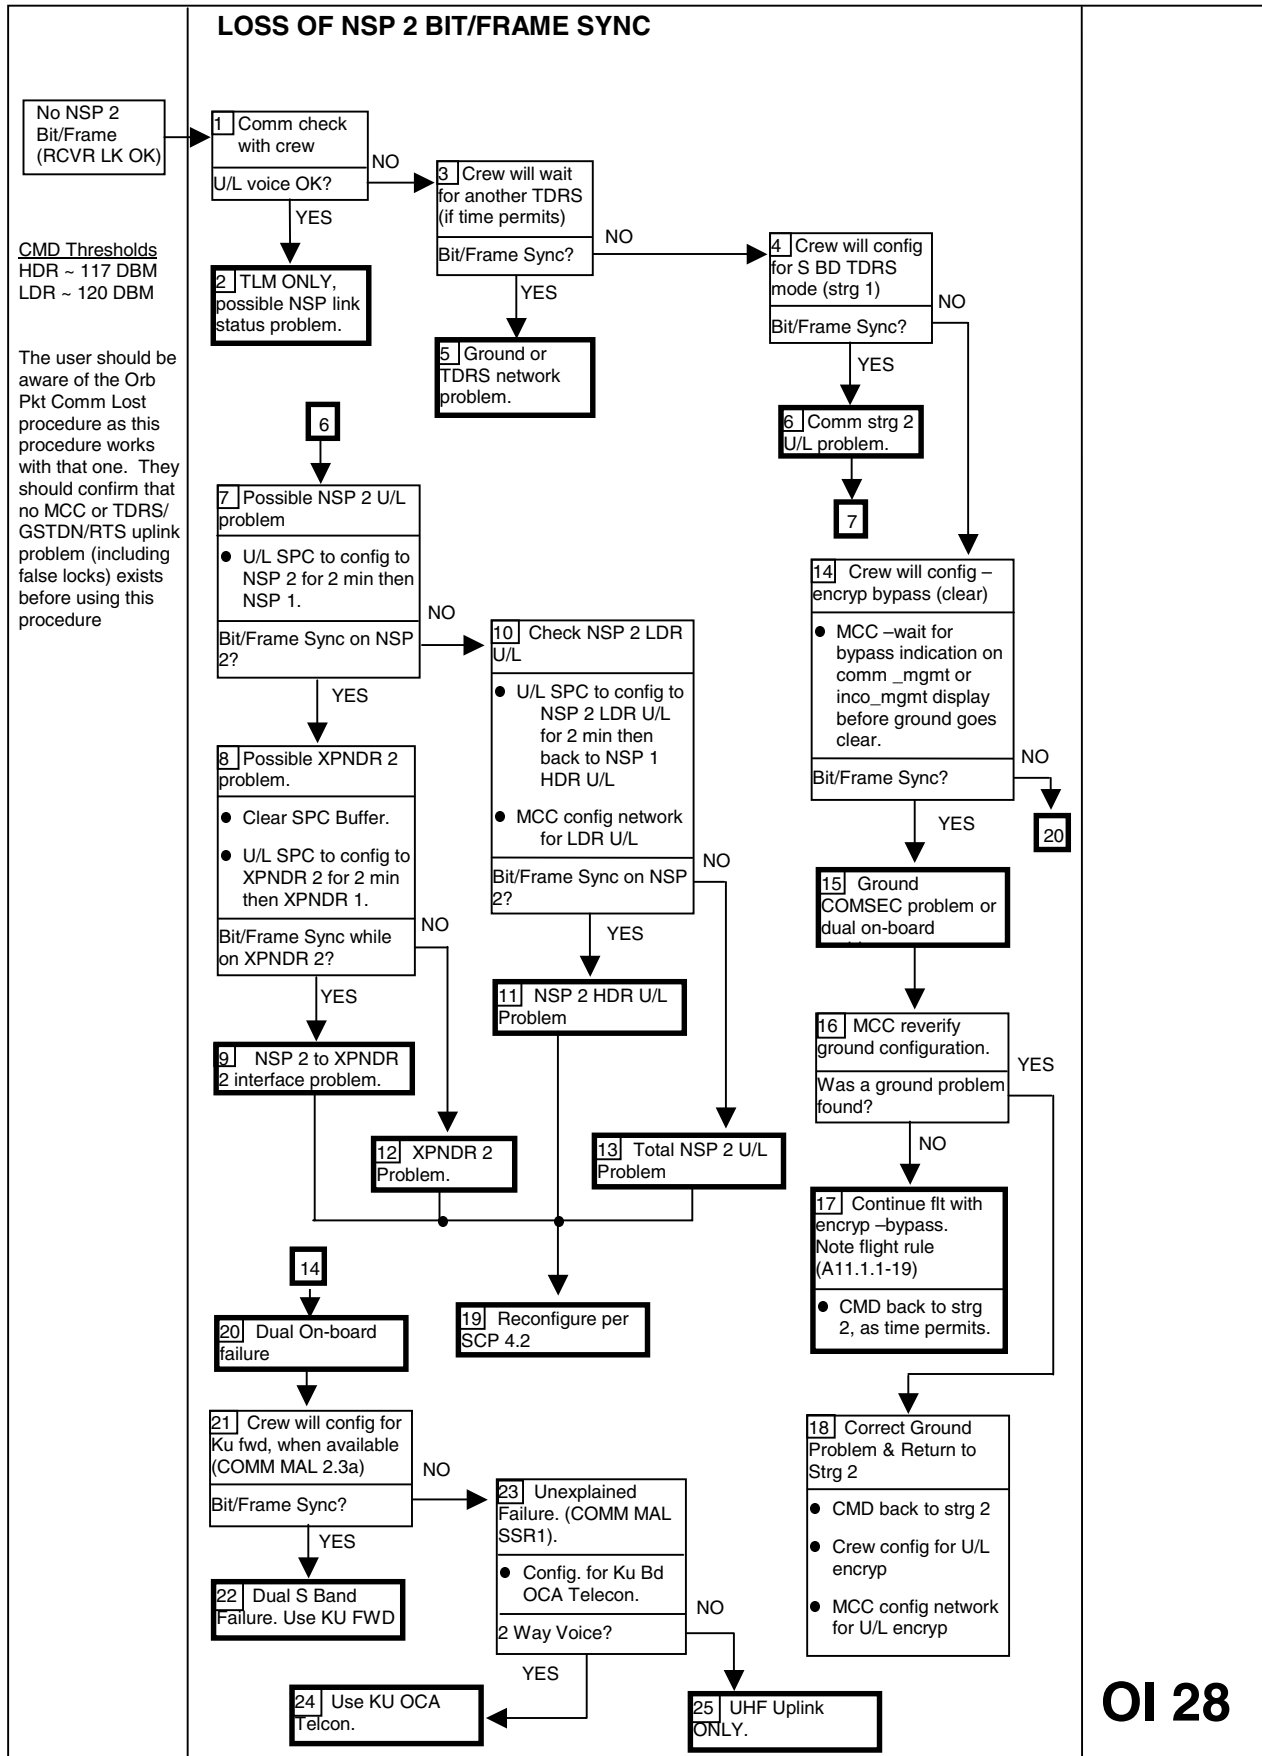 LOSS OF NSP 2 BIT/FRAME SYNC
No NSP 2
Bit/Frame
(RCVR LK OK)
CMD Thresholds
HDR ~ 117 DBM
LDR ~ 120 DBM
The user should be
aware of the Orb
Pkt Comm Lost
procedure as this
procedure works
with that one. They
should confirm that
no MCC or TDRS/
GSTDN/RTS uplink
problem (including
false locks) exists
before using this
procedure
1 Comm check
with crew
U/L voice OK?
NO
YES
2 TLM ONLY,
possible NSP link
status problem.
3 Crew will wait
for another TDRS
(if time permits)
Bit/Frame Sync?
NO
YES
4 Crew will config
for S BD TDRS
mode (strg 1)
Bit/Frame Sync?
NO
YES
5 Ground or
TDRS network
problem.
6 Comm strg 2
U/L problem.
7
6
7 Possible NSP 2 U/L
problem
● U/L SPC to config to
NSP 2 for 2 min then
NSP 1.
Bit/Frame Sync on NSP
2?
NO
YES
8 Possible XPNDR 2
problem.
● Clear SPC Buffer.
● U/L SPC to config to
XPNDR 2 for 2 min
then XPNDR 1.
Bit/Frame Sync while
on XPNDR 2?
NO
YES
9 NSP 2 to XPNDR
2 interface problem.
10 Check NSP 2 LDR
U/L
● U/L SPC to config to
NSP 2 LDR U/L
for 2 min then
back to NSP 1
HDR U/L
● MCC config network
for LDR U/L
Bit/Frame Sync on NSP
2?
NO
YES
11 NSP 2 HDR U/L
Problem
12 XPNDR 2
Problem.
13 Total NSP 2 U/L
Problem
14 Crew will config –
encryp bypass (clear)
● MCC –wait for
bypass indication on
comm _mgmt or
inco_mgmt display
before ground goes
clear.
Bit/Frame Sync?
NO
YES
20
15 Ground
COMSEC problem or
dual on-board
16 MCC reverify
ground configuration.
Was a ground problem
found?
YES
NO
17 Continue flt with
encryp –bypass.
Note flight rule
(A11.1.1-19)
● CMD back to strg
2, as time permits.
18 Correct Ground
Problem & Return to
Strg 2
● CMD back to strg 2
● Crew config for U/L
encryp
● MCC config network
for U/L encryp
19 Reconfigure per
SCP 4.2
14
20 Dual On-board
failure
21 Crew will config for
Ku fwd, when available
(COMM MAL 2.3a)
Bit/Frame Sync?
NO
YES
22 Dual S Band
Failure. Use KU FWD
23 Unexplained
Failure. (COMM MAL
SSR1).
● Config. for Ku Bd
OCA Telecon.
2 Way Voice?
NO
YES
24 Use KU OCA
Telcon.
25 UHF Uplink
ONLY.
OI 28